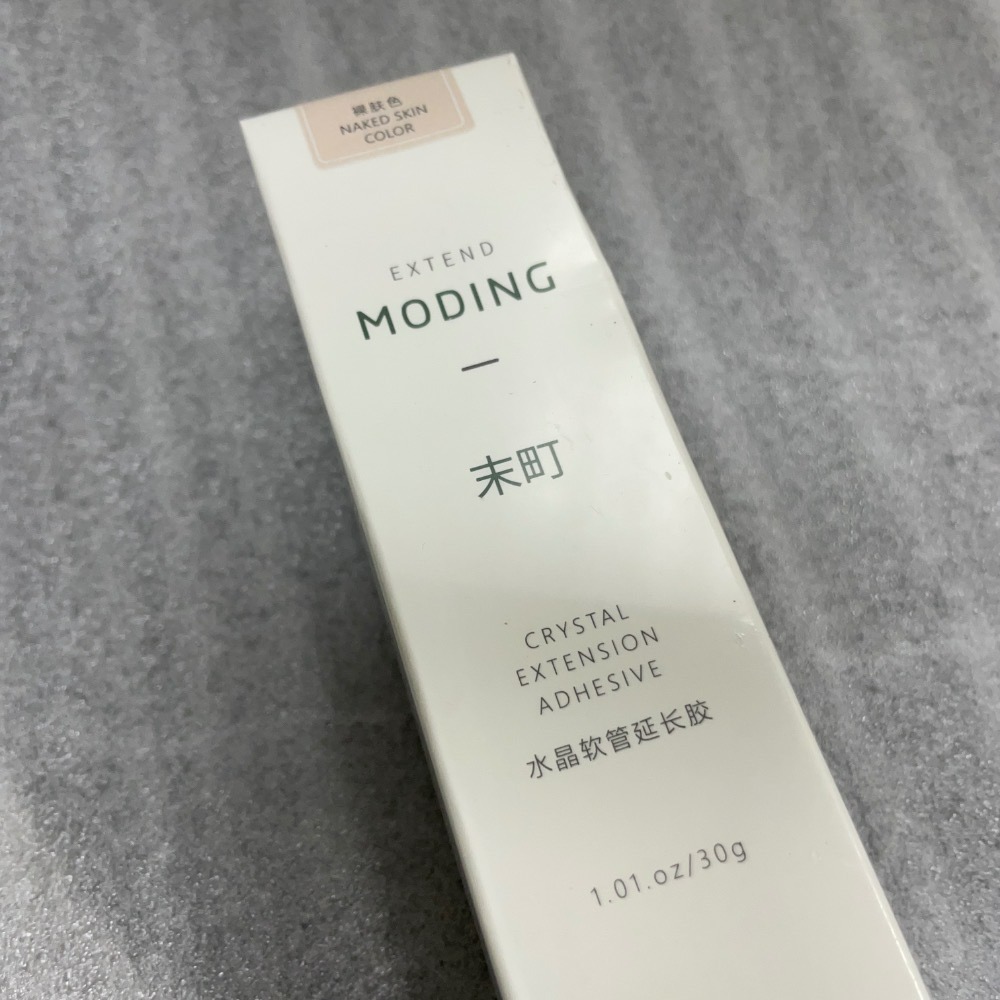 裸肤色
NAKED SKIN
COLOR
EXTEND
MODING
末町
CRYSTAL
EXTENSION
ADHESIVE
水晶软管延长胶
1.01.oz/30g